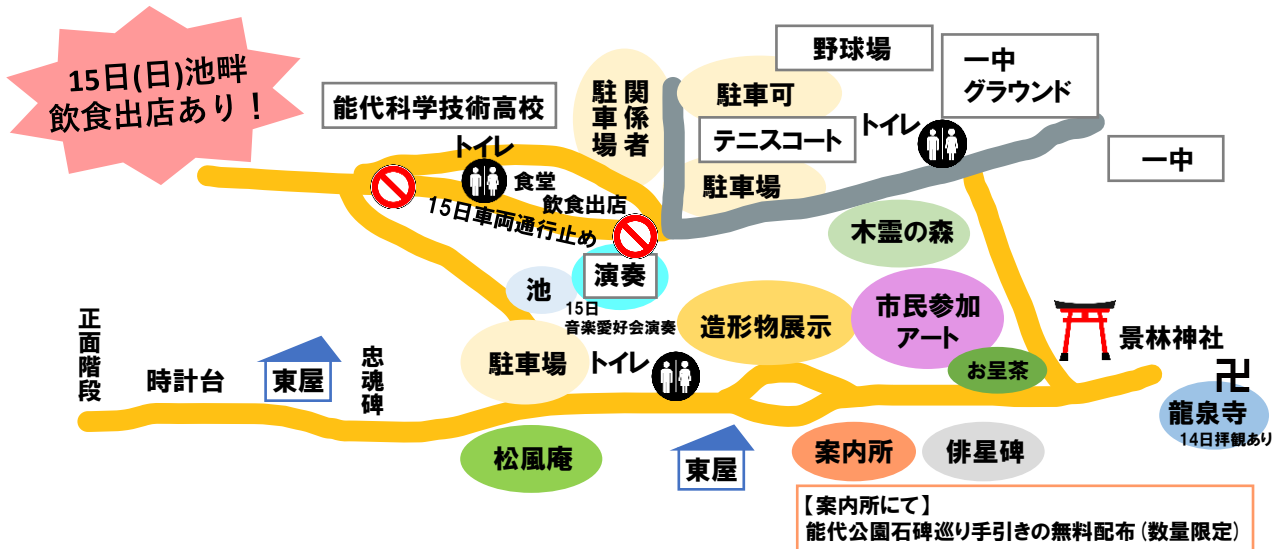 15日(日)池畔
飲食出店あり！
能代科学技術高校
トイレ
食堂
飲食出店
15日車両通行止め
関係者
駐車場
駐車可
野球場
一中
グラウンド
テニスコート
トイレ
駐車場
一中
木霊の森
池
演奏
15日
音楽愛好会演奏
造形物展示
市民参加
アート
お呈茶
景林神社
卍
龍泉寺
14日拝観あり
正面階段
時計台
東屋
忠魂碑
駐車場
トイレ
松風庵
東屋
案内所
俳星碑
【案内所にて】
能代公園石碑巡り手引きの無料配布(数量限定)